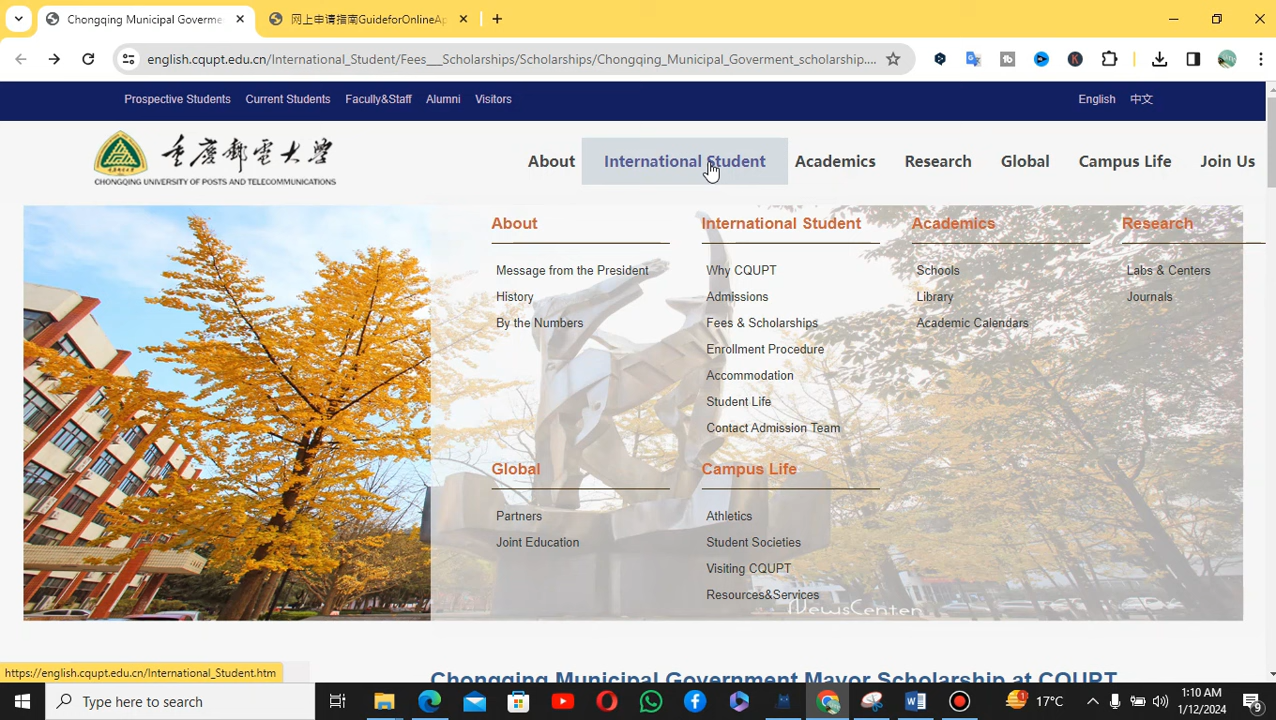 Chongqing Municipal Governme
网上申请指南GuideforOnlineAp
english.cqupt.edu.cn/International_Student/Fees___Scholarships/Scholarships/Chongqing_Municipal_Goverment_scholarship....
Prospective Students Current Students Faculty&Staff Alumni Visitors
English 中文
重庆邮电大学
CHONGQING UNIVERSITY OF POSTS AND TELECOMMUNICATIONS
About International Student Academics Research Global Campus Life Join Us
About
Message from the President
History
By the Numbers
International Student
Why CQUPT
Admissions
Fees & Scholarships
Enrollment Procedure
Accommodation
Student Life
Contact Admission Team
Academics
Schools
Library
Academic Calendars
Research
Labs & Centers
Journals
Global
Partners
Joint Education
Campus Life
Athletics
Student Societies
Visiting CQUPT
Resources&Services
NewsCenter
https://english.cqupt.edu.cn/International_Student.htm
Chongqing Municipal Government Mayor Scholarship at CQUPT
Type here to search
17°C
1:10 AM
1/12/2024
9